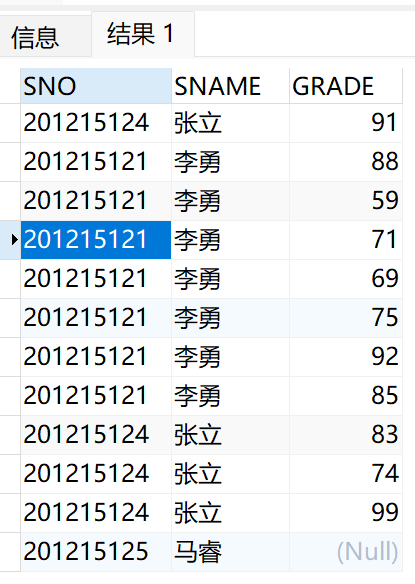 信息 结果 1
SNO SNAME GRADE
201215124 张立 91
201215121 李勇 88
201215121 李勇 59
201215121 李勇 71
201215121 李勇 69
201215121 李勇 75
201215121 李勇 92
201215121 李勇 85
201215124 张立 83
201215124 张立 74
201215124 张立 99
201215125 马睿 (Null)